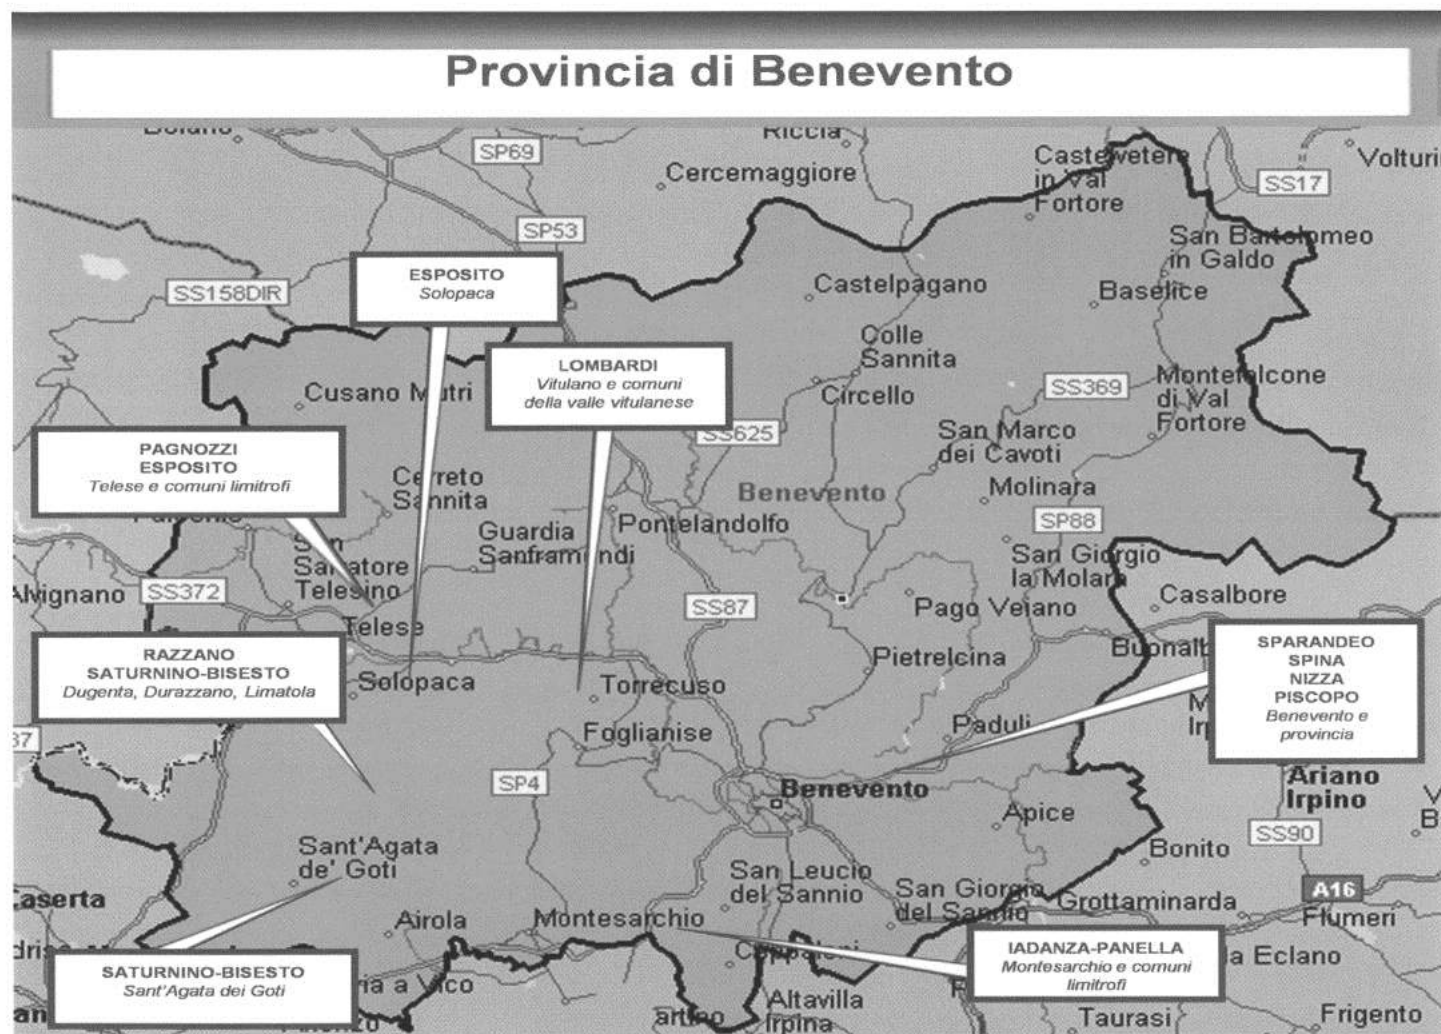 Provincia di Benevento
Riccia
SP69
Cercemaggiore
Castelvetere
in Val
Fortore
SS17
SP53
San Bartolomeo
in Galdo
ESPOSITO
Solopaca
SS158DIR
Castelpagano
Baselice
Colle
Sannita
LOMBARDI
Vitulano e comuni
della valle vitulanese
Cusano Mutri
Circello
SS369
Montefalcone
di Val
Fortore
SS625
San Marco
dei Cavoti
PAGNOZZI
ESPOSITO
Telese e comuni limitrofi
Cerreto
Sannita
Benevento
Molinara
Guardia
Sanframondi
Pontelandolfo
SP88
San
Salvatore
Telesino
San Giorgio
la Molara
Alvignano
SS372
SS87
Pago Veiano
Casalbore
Telese
RAZZANO
SATURNINO-BISESTO
Dugenta, Durazzano, Limatola
SPARANDEO
SPINA
NIZZA
PISCOPO
Benevento e
provincia
Pietrelcina
Solopaca
Torrecuso
Paduli
Foglianise
SP4
Benevento
Ariano
Irpino
Apice
SS90
Sant'Agata
de' Goti
San Leucio
del Sannio
Bonito
San Giorgio
del Sannio
A16
Grottaminarda
Flumeri
Airola
Montesarchio
SATURNINO-BISESTO
Sant'Agata dei Goti
IADANZA-PANELLA
Montesarchio e comuni
limitrofi
Altavilla
Irpina
Taurasi
Frigento